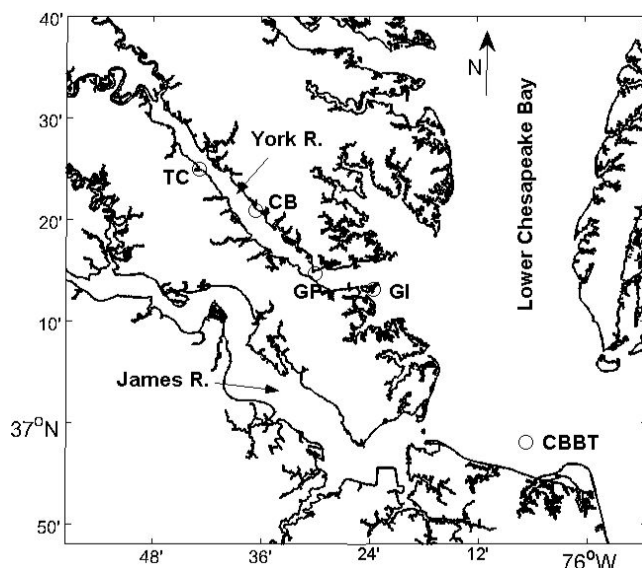 40'
N
30'
York R.
TC
CB
20'
GP
GI
10'
James R.
37°N
CBBT
50'
48'
36'
24'
12'
76°W
Lower Chesapeake Bay